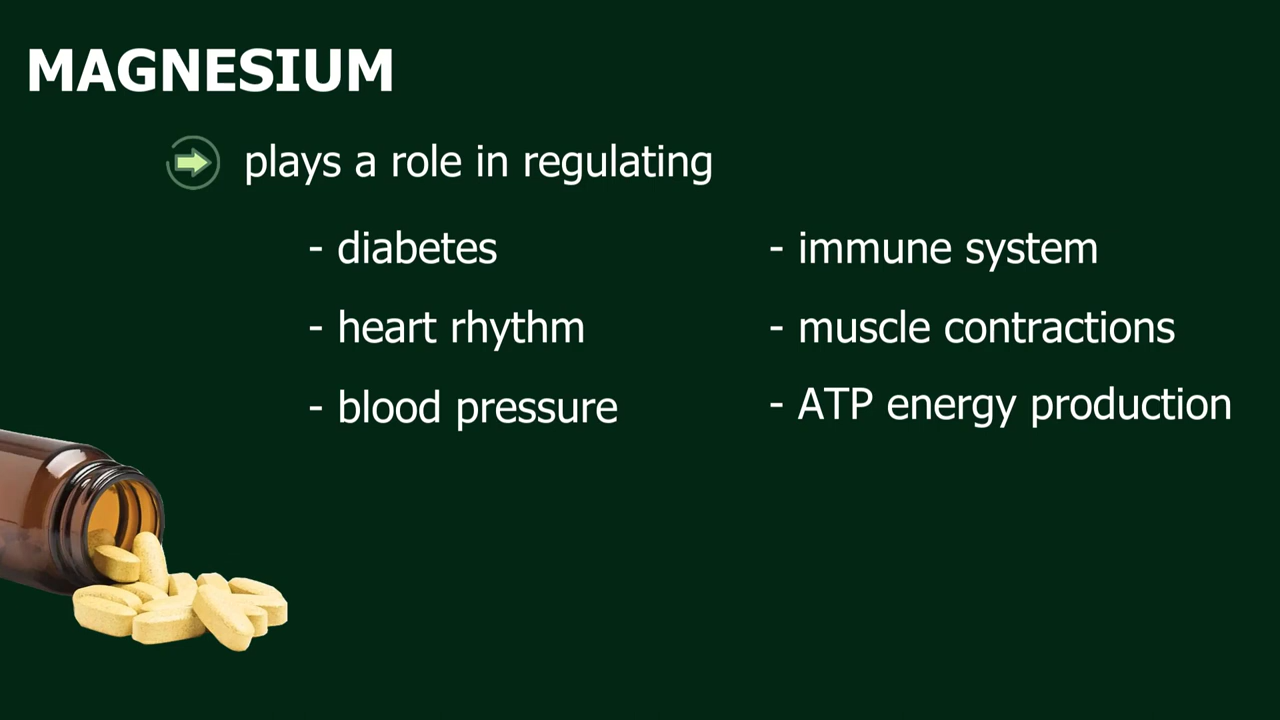 MAGNESIUM
plays a role in regulating
- diabetes
- heart rhythm
- blood pressure
- immune system
- muscle contractions
- ATP energy production